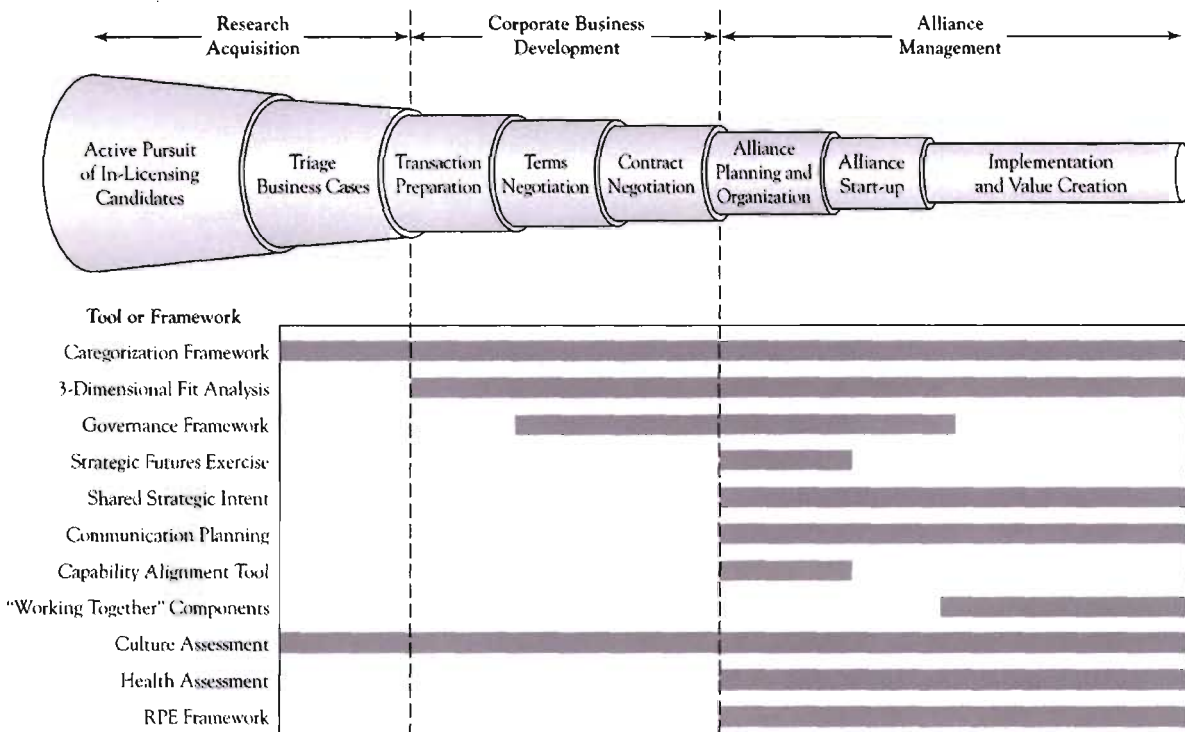 Research
Acquisition
Corporate Business
Development
Alliance
Management
Active Pursuit
of In-Licensing
Candidates
Triage
Business Cases
Transaction
Preparation
Terms
Negotiation
Contract
Negotiation
Alliance
Planning and
Organization
Alliance
Start-up
Implementation
and Value Creation
Tool or Framework
Categorization Framework
3-Dimensional Fit Analysis
Governance Framework
Strategic Futures Exercise
Shared Strategic Intent
Communication Planning
Capability Alignment Tool
"Working Together" Components
Culture Assessment
Health Assessment
RPE Framework